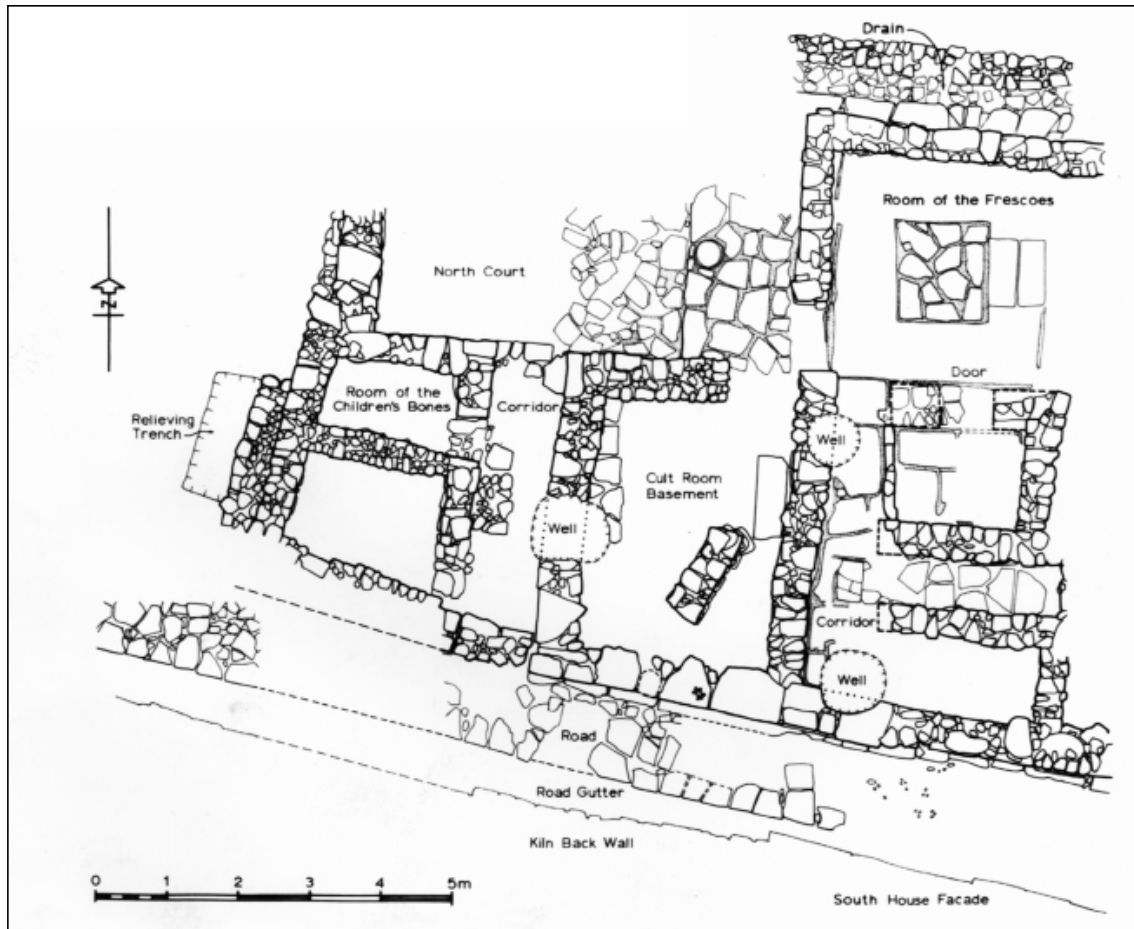 Drain
Room of the Frescoes
North Court
Door
Room of the
Children's Bones
Corridor
Relieving
Trench
Well
Cult Room
Basement
Well
Corridor
Well
Road
Road Gutter
Kiln Back Wall
South House Facade
N
0 1 2 3 4 5m